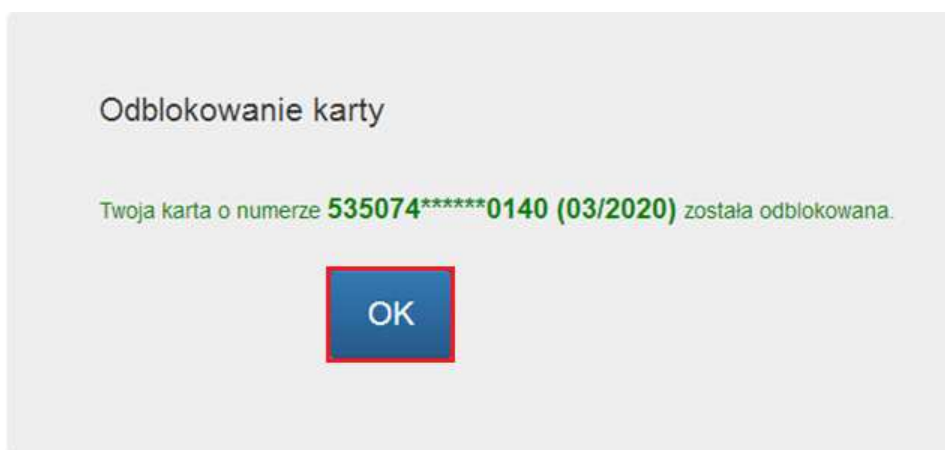 Odblokowanie karty
Twoja karta o numerze 535074******0140 (03/2020) została odblokowana.
OK